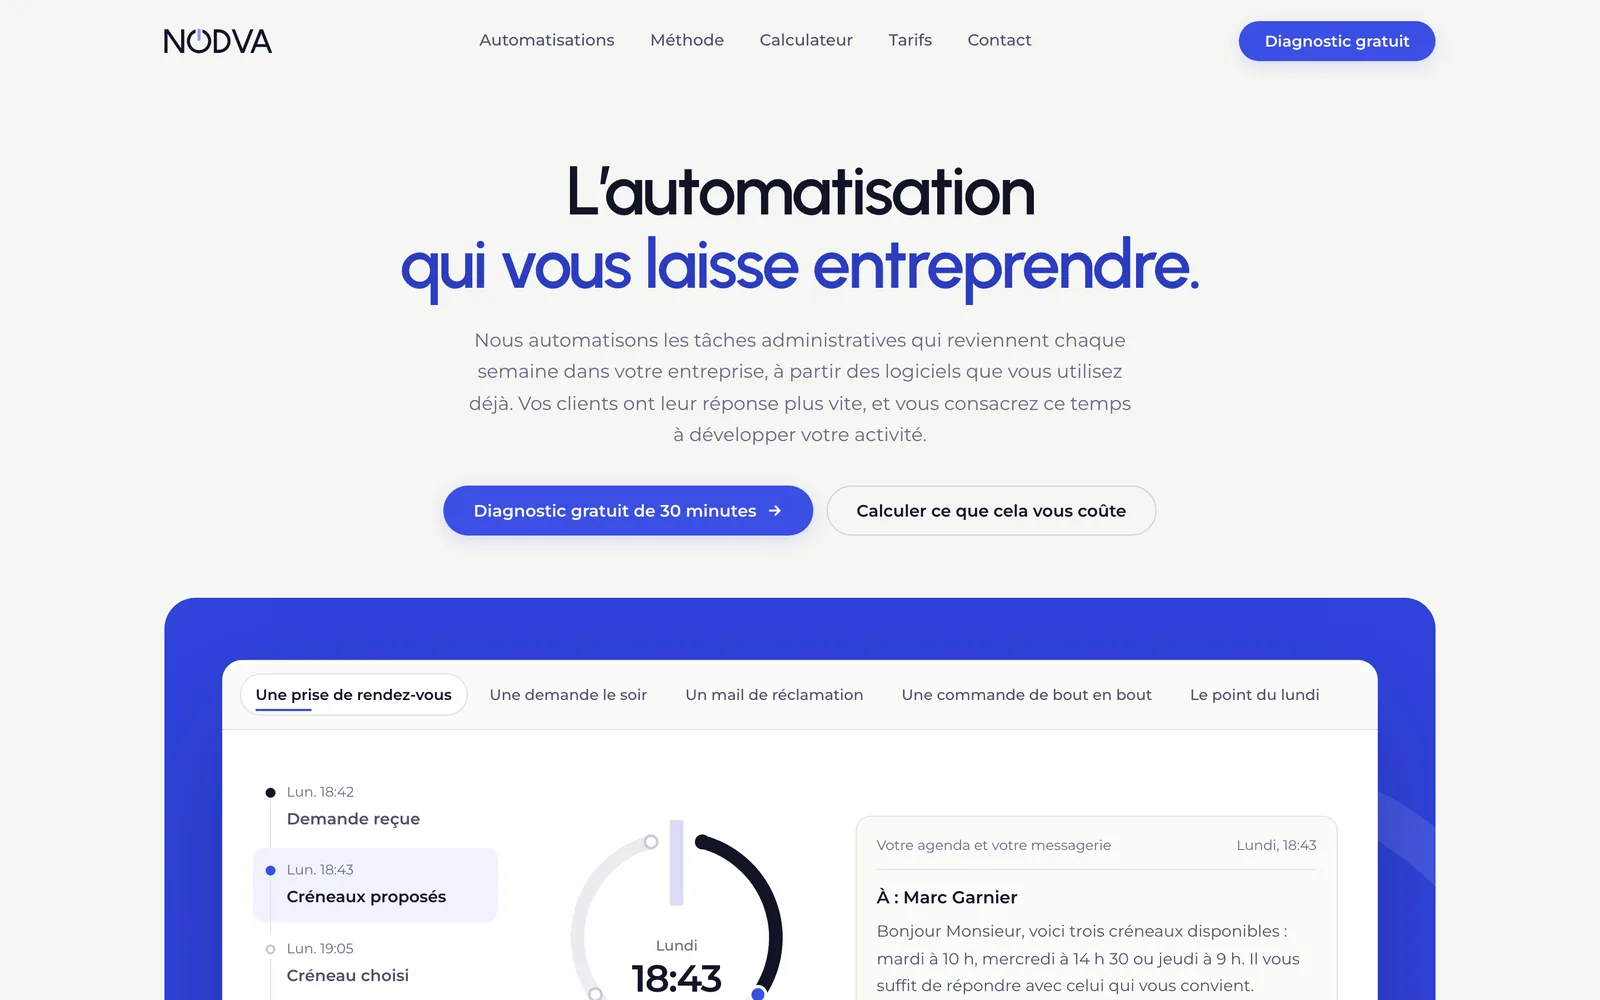 NODVA
Automatisations
Méthode
Calculateur
Tarifs
Contact
Diagnostic gratuit
L'automatisation
qui vous laisse entreprendre.
Nous automatisons les tâches administratives qui reviennent chaque
semaine dans votre entreprise, à partir des logiciels que vous utilisez
déjà. Vos clients ont leur réponse plus vite, et vous consacrez ce temps
à développer votre activité.
Diagnostic gratuit de 30 minutes →
Calculer ce que cela vous coûte
Une prise de rendez-vous
Une demande le soir
Un mail de réclamation
Une commande de bout en bout
Le point du lundi
Lun. 18:42
Demande reçue
Lun. 18:43
Créneaux proposés
Lun. 19:05
Créneau choisi
Lundi
18:43
Votre agenda et votre messagerie
Lundi, 18:43
À : Marc Garnier
Bonjour Monsieur, voici trois créneaux disponibles :
mardi à 10 h, mercredi à 14 h 30 ou jeudi à 9 h. Il vous
suffit de répondre avec celui qui vous convient.